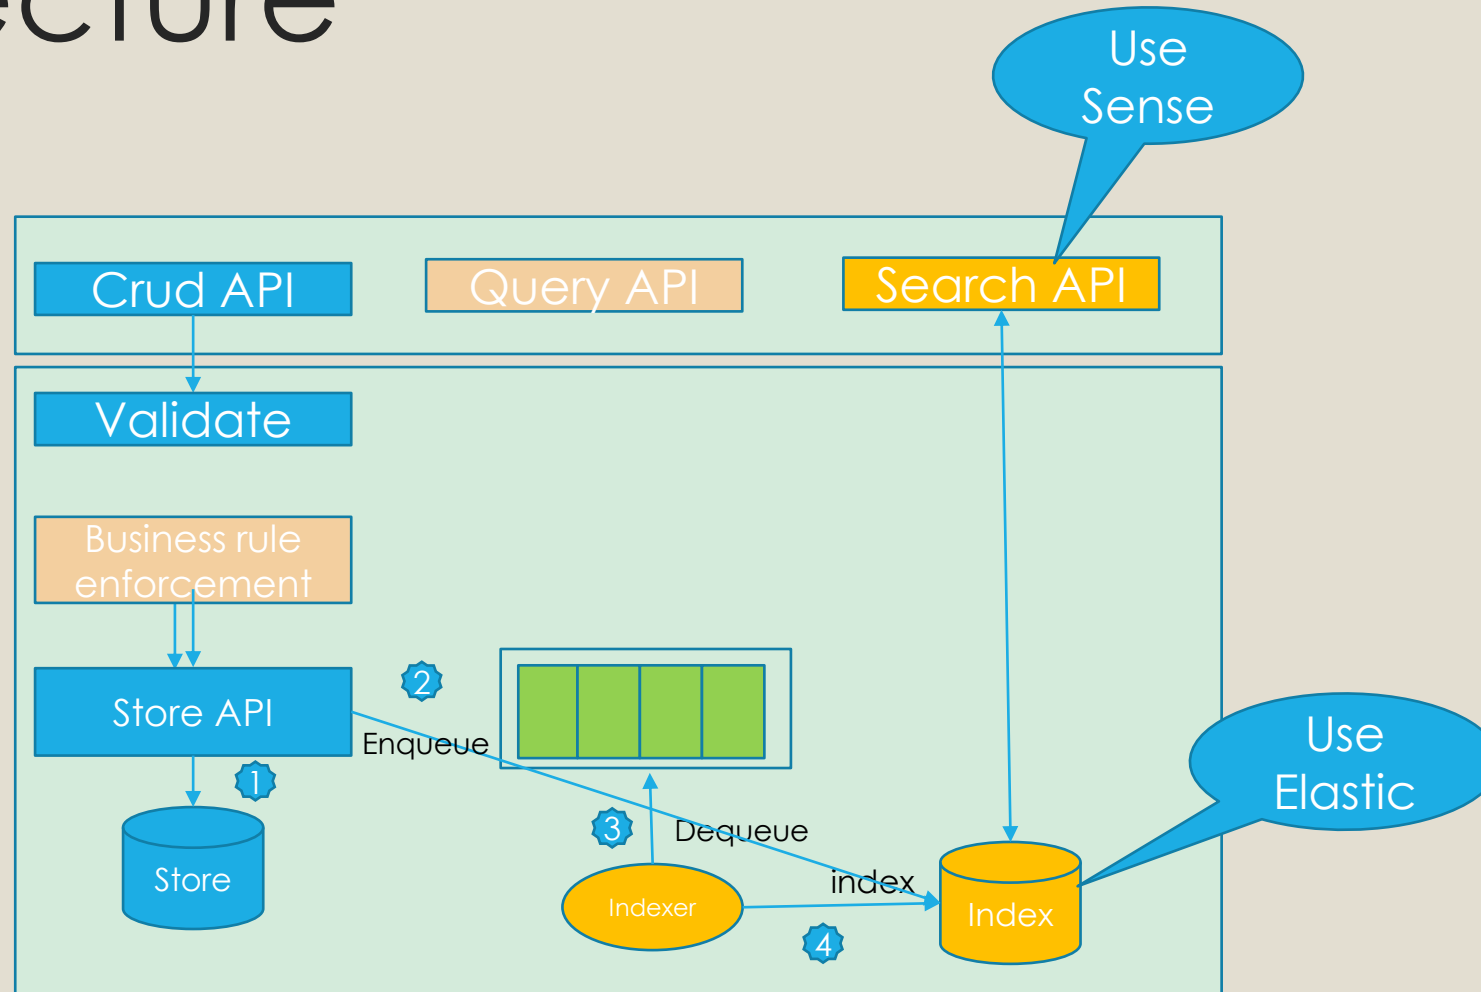 ecture
Use
Sense
Crud API
Query API
Search API
Validate
Business rule
enforcement
Store API
2
Enqueue
1
3
Dequeue
Store
Indexer
index
4
Index
Use
Elastic